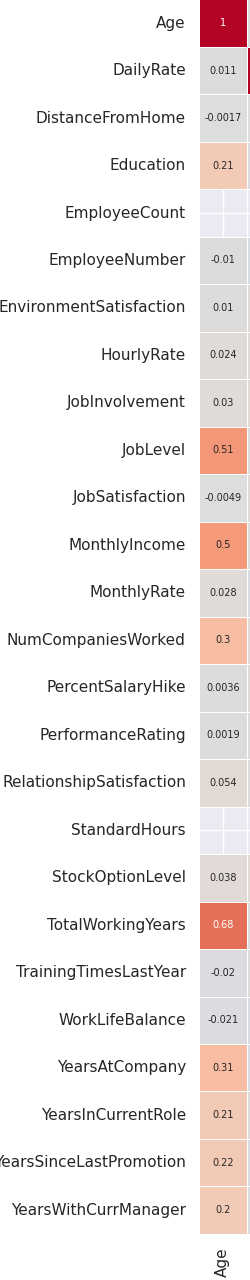 Age 1
DailyRate 0.011
DistanceFromHome -0.0017
Education 0.21
EmployeeCount
EmployeeNumber -0.01
EnvironmentSatisfaction 0.01
HourlyRate 0.024
JobInvolvement 0.03
JobLevel 0.51
JobSatisfaction -0.0049
MonthlyIncome 0.5
MonthlyRate 0.028
NumCompaniesWorked 0.3
PercentSalaryHike 0.0036
PerformanceRating 0.0019
RelationshipSatisfaction 0.054
StandardHours
StockOptionLevel 0.038
TotalWorkingYears 0.68
TrainingTimesLastYear -0.02
WorkLifeBalance -0.021
YearsAtCompany 0.31
YearsInCurrentRole 0.21
YearsSinceLastPromotion 0.22
YearsWithCurrManager 0.2
Age